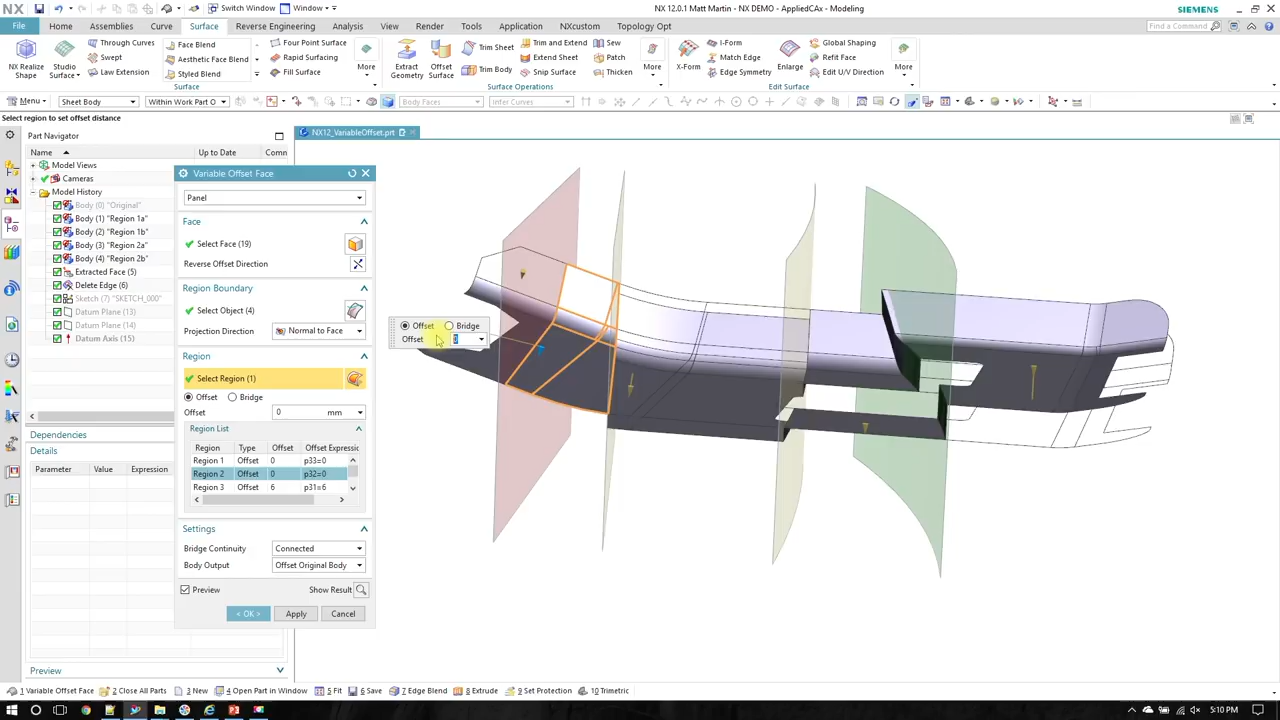 NX
Switch Window
Window
NX 12.0.1 Matt Martin - NX DEMO - AppliedCAx - Modeling
SIEMENS
File
Home
Assemblies
Curve
Surface
Reverse Engineering
Analysis
View
Render
Tools
Application
NXcustom
Topology Opt
Find a Command
NX Realize Shape
Studio Surface
Through Curves
Swept
Law Extension
Face Blend
Aesthetic Face Blend
Styled Blend
Four Point Surface
Rapid Surfacing
Fill Surface
More
Surface
Extract Geometry
Offset Surface
Trim Sheet
Trim Body
Trim and Extend
Extend Sheet
Snip Surface
Sew
Patch
Thicken
More
Surface Operations
X-Form
I-Form
Match Edge
Edge Symmetry
Enlarge
Global Shaping
Refit Face
Edit U/V Direction
More
Edit Surface
Menu
Sheet Body
Within Work Part O
Body Faces
Infer Curves
Select region to set offset distance
Part Navigator
Name
Up to Date
Comn
Model Views
Cameras
Model History
Body (0) "Original"
Body (1) "Region 1a"
Body (2) "Region 1b"
Body (3) "Region 2a"
Body (4) "Region 2b"
Extracted Face (5)
Delete Edge (6)
Sketch (7) "SKETCH_000"
Datum Plane (13)
Datum Plane (14)
Datum Axis (15)
Dependencies
Details
Parameter
Value
Expression
Preview
NX12_VariableOffset.prt
Variable Offset Face
Panel
Face
Select Face (19)
Reverse Offset Direction
Region Boundary
Select Object (4)
Projection Direction
Normal to Face
Region
Select Region (1)
Offset
Bridge
Offset
0
mm
Region List
Region
Type
Offset
Offset Expressic
Region 1
Offset
0
p33=0
Region 2
Offset
0
p32=0
Region 3
Offset
6
p31=6
Settings
Bridge Continuity
Connected
Body Output
Offset Original Body
Preview
Show Result
< OK >
Apply
Cancel
Offset
Bridge
Offset
0
1 Variable Offset Face
2 Close All Parts
3 New
4 Open Part in Window
5 Fit
6 Save
7 Edge Blend
8 Extrude
9 Set Protection
10 Trimetric
5:10 PM